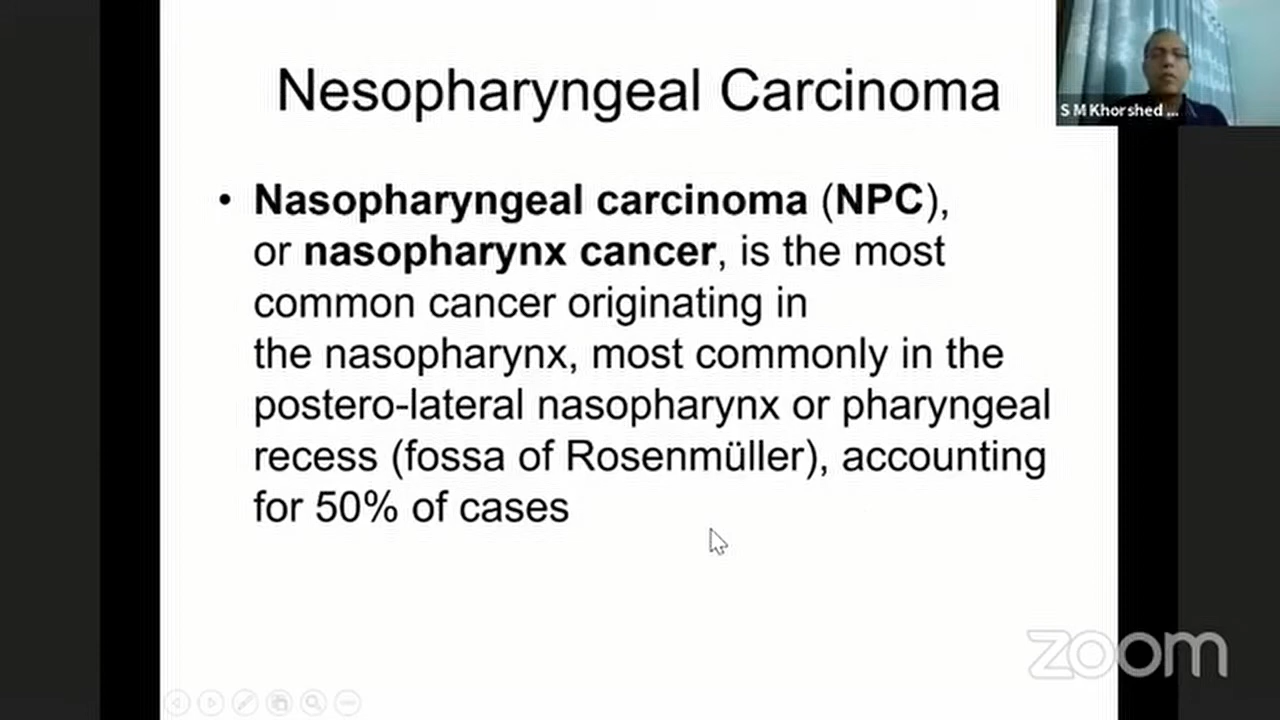 Nesopharyngeal Carcinoma
S M Khorshed ...
• Nasopharyngeal carcinoma (NPC),
or nasopharynx cancer, is the most
common cancer originating in
the nasopharynx, most commonly in the
postero-lateral nasopharynx or pharyngeal
recess (fossa of Rosenmüller), accounting
for 50% of cases
zoom